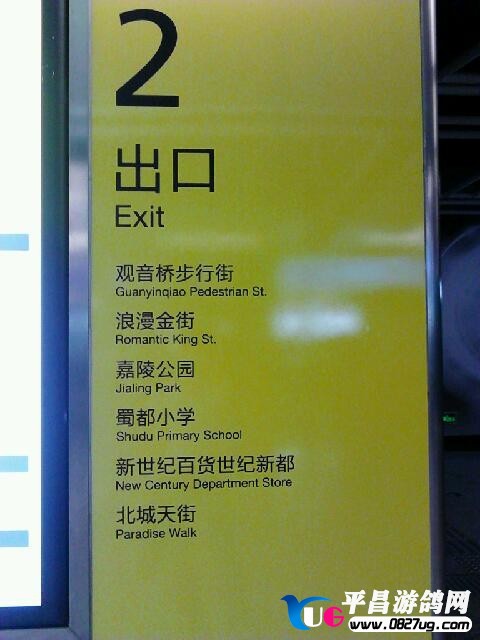 2
出口
Exit
观音桥步行街
Guanyinqiao Pedestrian St.
浪漫金街
Romantic King St.
嘉陵公园
Jialing Park
蜀都小学
Shudu Primary School
新世纪百货世纪新都
New Century Department Store
北城天街
Paradise Walk
UG 平昌游鸽网
www.0827ug.com